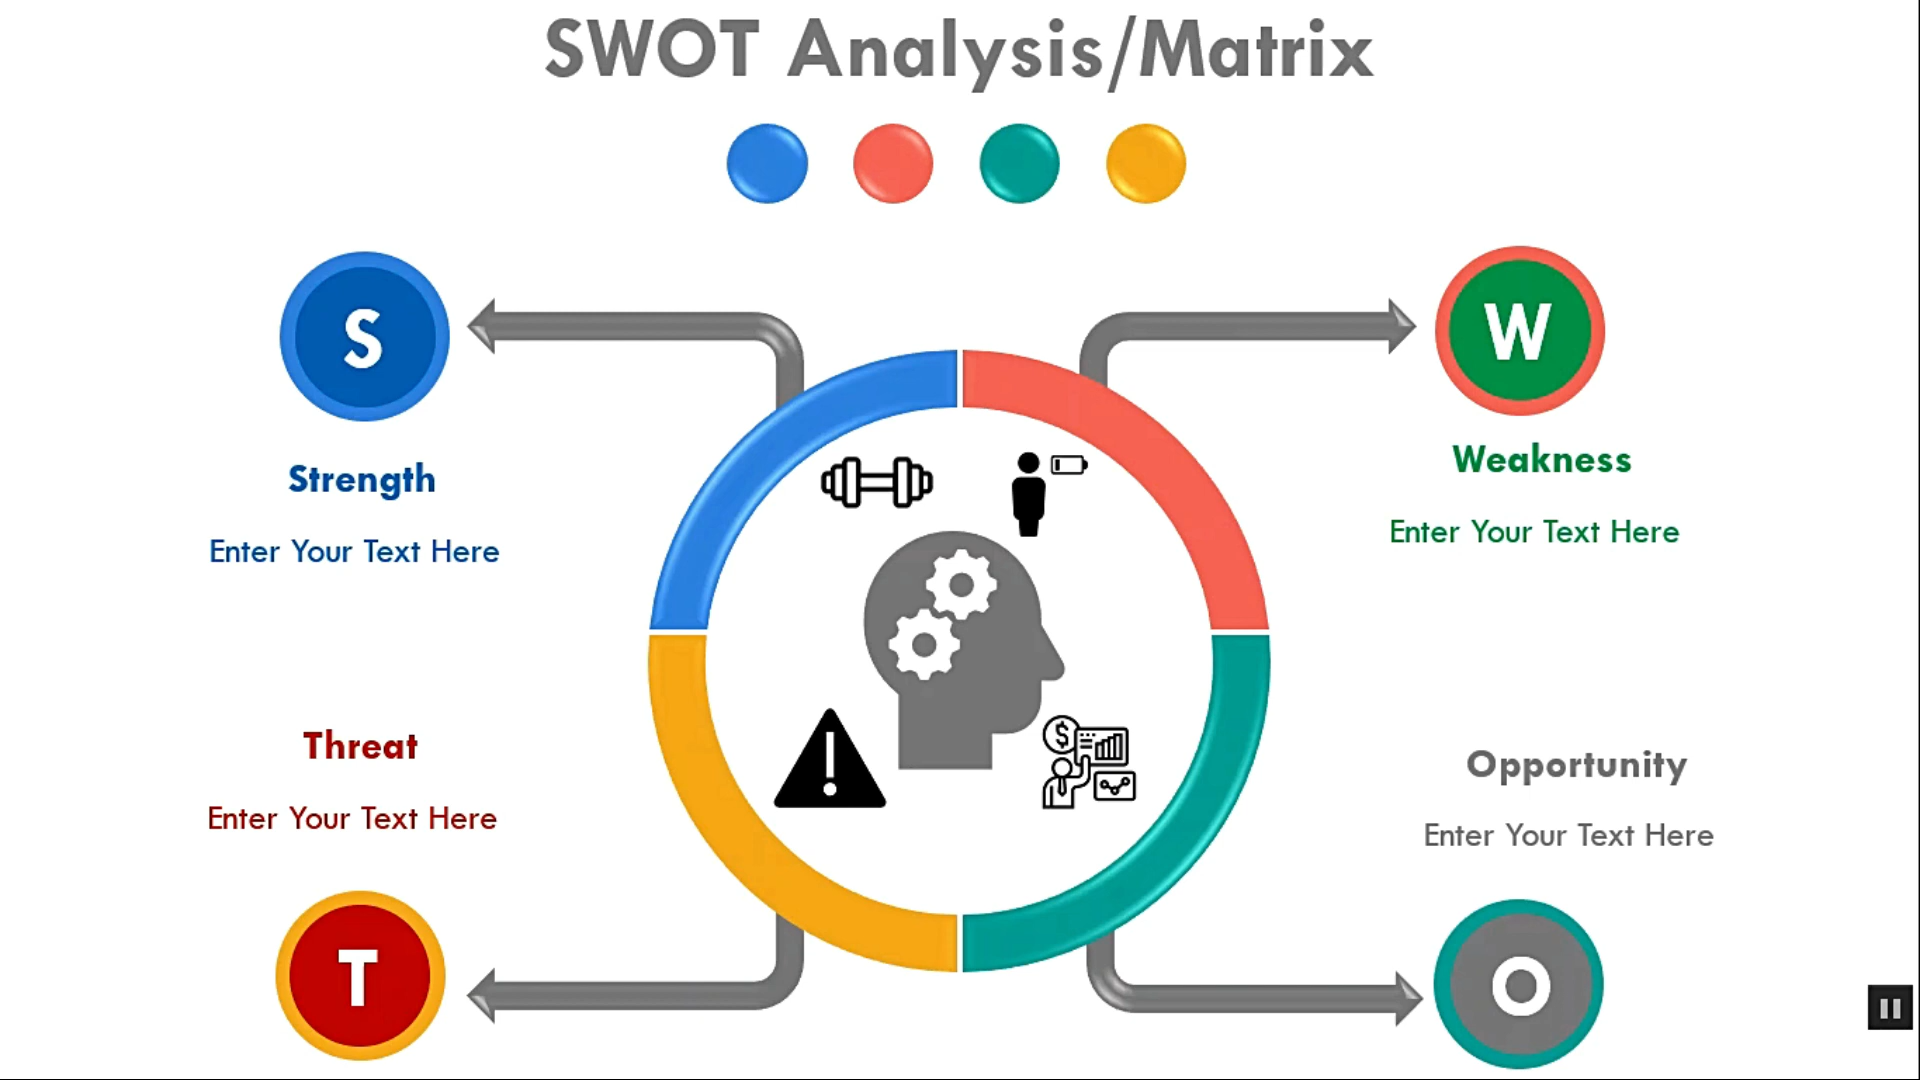 SWOT Analysis/Matrix
S
Strength
Enter Your Text Here
W
Weakness
Enter Your Text Here
Threat
Enter Your Text Here
T
Opportunity
Enter Your Text Here
O
$